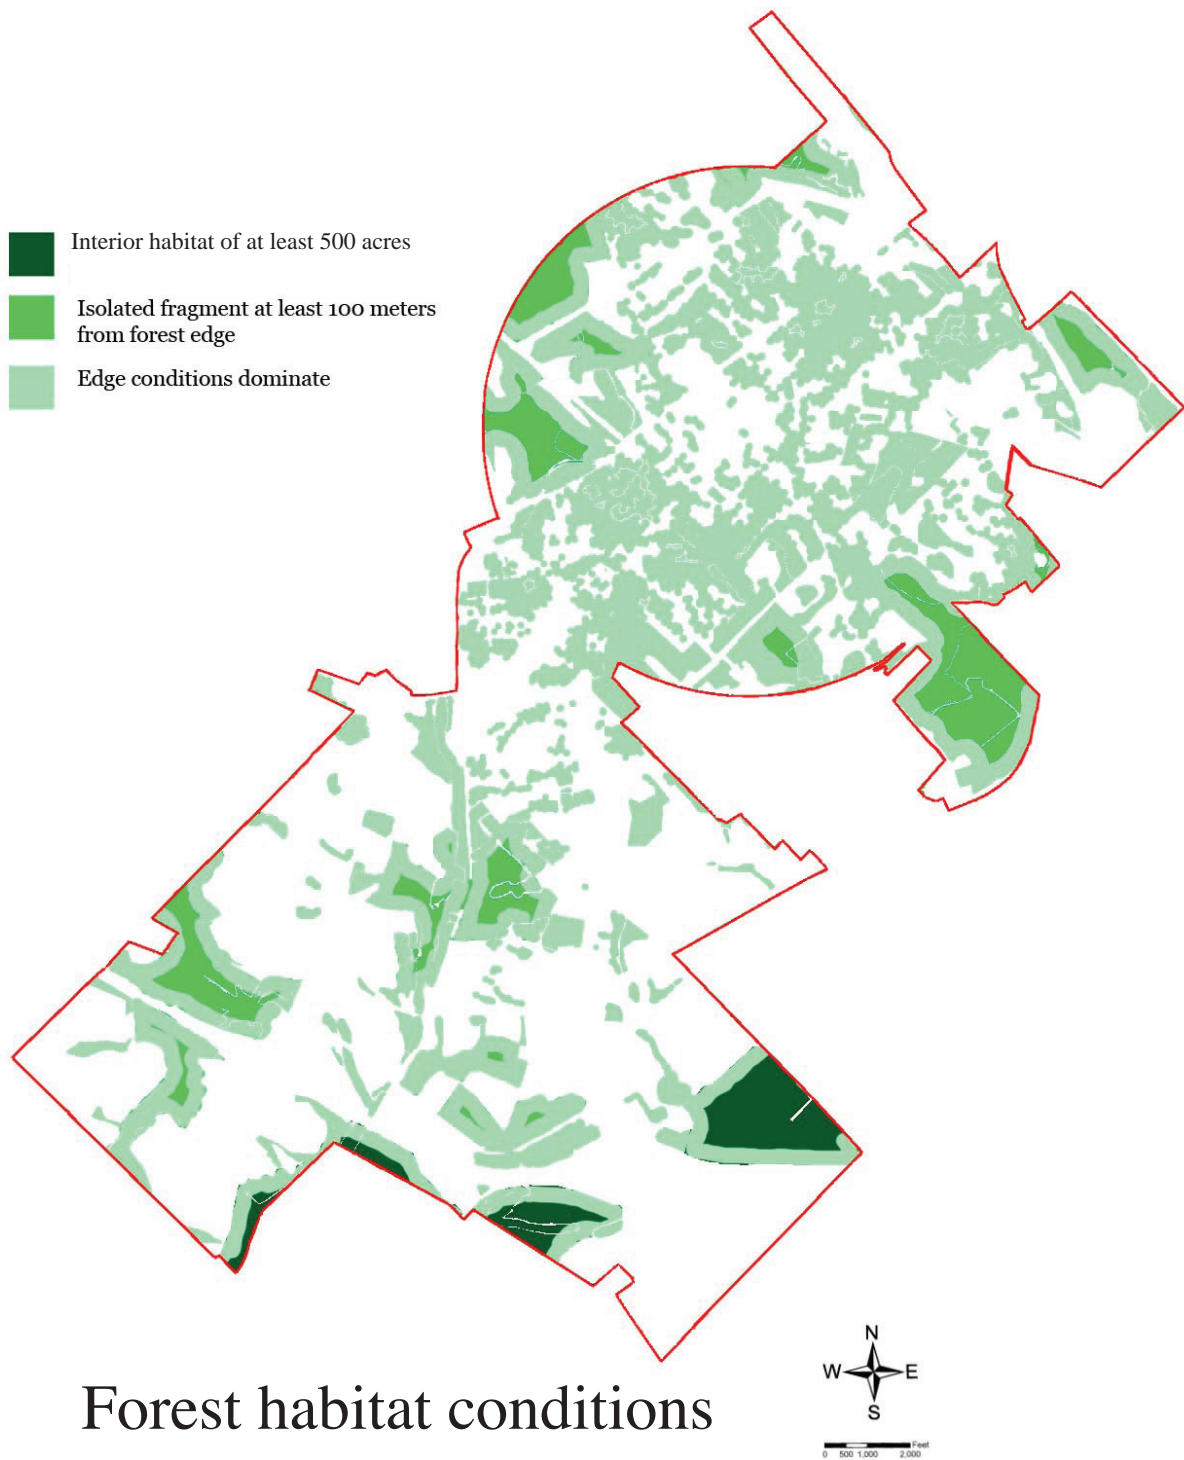 Interior habitat of at least 500 acres
Isolated fragment at least 100 meters
from forest edge
Edge conditions dominate
N
W E
S
Forest habitat conditions
Feet
0 500 1,000 2,000